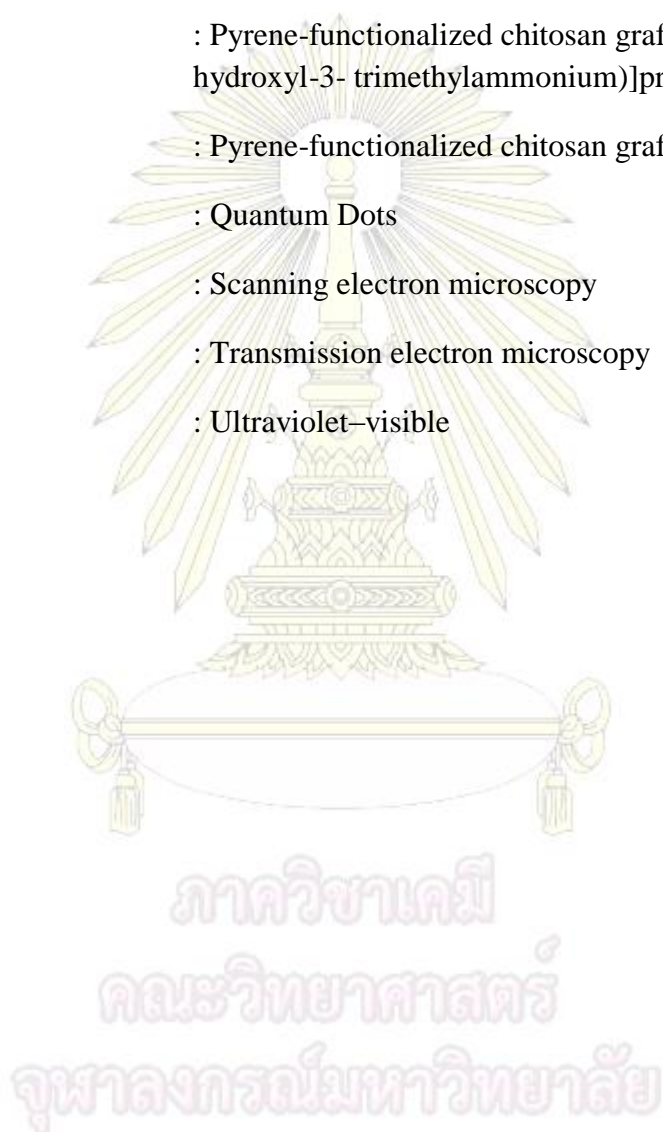 : Pyrene-functionalized chitosan
hydroxyl-3- trimethylammonium)]
: Pyrene-functionalized chitosan
: Quantum Dots
: Scanning electron microscopy
: Transmission electron microscopy
: Ultraviolet–visible
ภาควิชาเคมี
คณะวิทยาศาสตร์
จุฬาลงกรณ์มหาวิทยาลัย